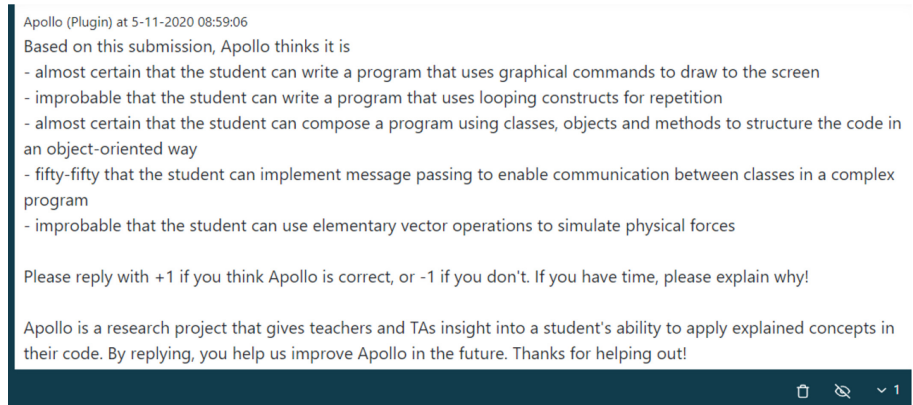 Apollo (Plugin) at 5-11-2020 08:59:06
Based on this submission, Apollo thinks it is
- almost certain that the student can write a program that uses graphical commands to draw to the screen
- improbable that the student can write a program that uses looping constructs for repetition
- almost certain that the student can compose a program using classes, objects and methods to structure the code in
an object-oriented way
- fifty-fifty that the student can implement message passing to enable communication between classes in a complex
program
- improbable that the student can use elementary vector operations to simulate physical forces
Please reply with +1 if you think Apollo is correct, or -1 if you don't. If you have time, please explain why!
Apollo is a research project that gives teachers and TAs insight into a student's ability to apply explained concepts in
their code. By replying, you help us improve Apollo in the future. Thanks for helping out!
1